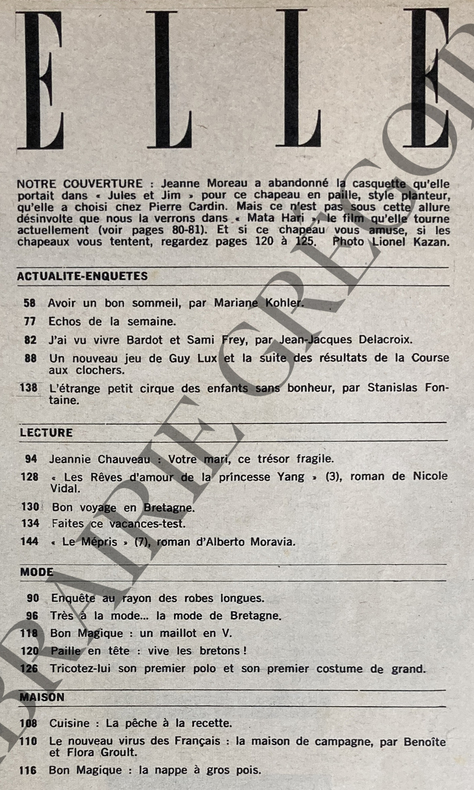 ELLE
NOTRE COUVERTURE : Jeanne Moreau a abandonné la casquette qu'elle
portait dans « Jules et Jim » pour ce chapeau en paille, style planteur,
qu'elle a choisi chez Pierre Cardin. Mais ce n'est pas sous cette allure
désinvolte que nous la verrons dans « Mata Hari », le film qu'elle tourne
actuellement (voir pages 80-81). Et si ce chapeau vous amuse, si les
chapeaux vous tentent, regardez pages 120 à 125. Photo Lionel Kazan.
ACTUALITE-ENQUETES
58 Avoir un bon sommeil, par Mariane Kohler.
77 Echos de la semaine.
82 J'ai vu vivre Bardot et Sami Frey, par Jean-Jacques Delacroix.
88 Un nouveau jeu de Guy Lux et la suite des résultats de la Course
aux clochers.
138 L'étrange petit cirque des enfants sans bonheur, par Stanislas Fon-
taine.
LECTURE
94 Jeannie Chauveau : Votre mari, ce trésor fragile.
128 « Les Rêves d'amour de la princesse Yang » (3), roman de Nicole
Vidal.
130 Bon voyage en Bretagne.
134 Faites ce vacances-test.
144 « Le Mépris » (7), roman d'Alberto Moravia.
MODE
90 Enquête au rayon des robes longues.
96 Très à la mode... la mode de Bretagne.
118 Bon Magique : un maillot en V.
120 Paille en tête : vive les bretons !
126 Tricotez-lui son premier polo et son premier costume de grand.
MAISON
108 Cuisine : La pêche à la recette.
110 Le nouveau virus des Français : la maison de campagne, par Benoîte
et Flora Groult.
116 Bon Magique : la nappe à gros pois.
BRAIRIE GREGOIR